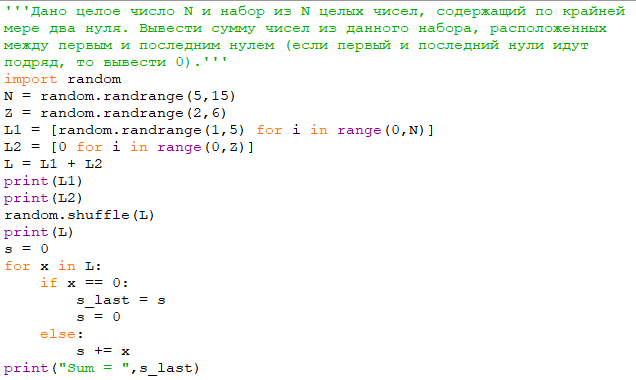 '''Дано целое число N и набор из N целых чисел, содержащий по крайней
мере два нуля. Вывести сумму чисел из данного набора, расположенных
между первым и последним нулем (если первый и последний нули идут
подряд, то вывести 0).'''
import random
N = random.randrange(5,15)
Z = random.randrange(2,6)
L1 = [random.randrange(1,5) for i in range(0,N)]
L2 = [0 for i in range(0,Z)]
L = L1 + L2
print(L1)
print(L2)
random.shuffle(L)
print(L)
s = 0
for x in L:
    if x == 0:
        s_last = s
        s = 0
    else:
        s += x
print("Sum = ",s_last)